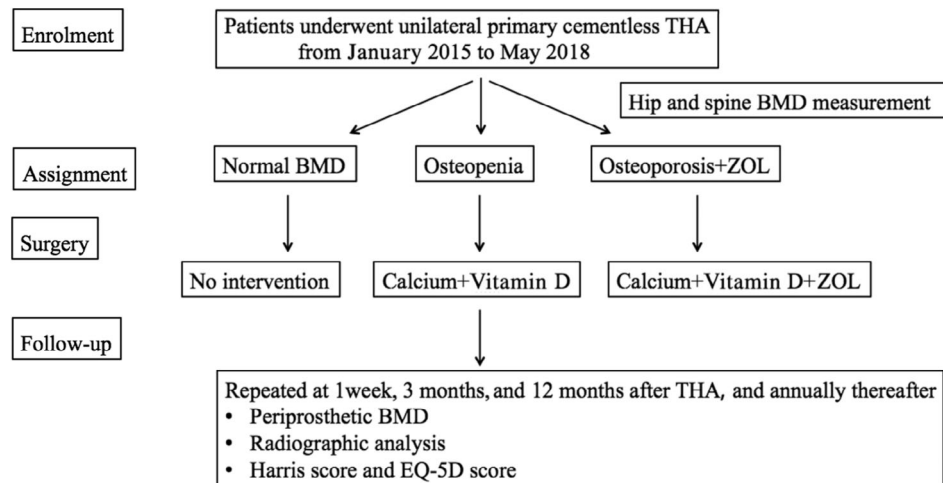 Enrolment
Patients underwent unilateral primary cementless THA
from January 2015 to May 2018
Hip and spine BMD measurement
Assignment
Normal BMD
Osteopenia
Osteoporosis+ZOL
Surgery
No intervention
Calcium+Vitamin D
Calcium+Vitamin D+ZOL
Follow-up
Repeated at 1week, 3 months, and 12 months after THA, and annually thereafter
• Periprosthetic BMD
• Radiographic analysis
• Harris score and EQ-5D score